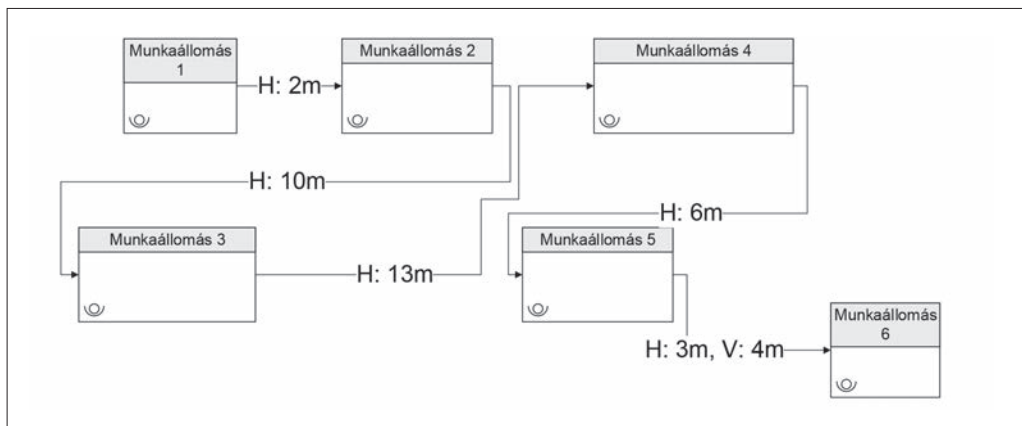 Munkaállomás
1
H: 2m
Munkaállomás 2
Munkaállomás 4
H: 10m
H: 6m
Munkaállomás 3
H: 13m
Munkaállomás 5
H: 3m, V: 4m
Munkaállomás
6